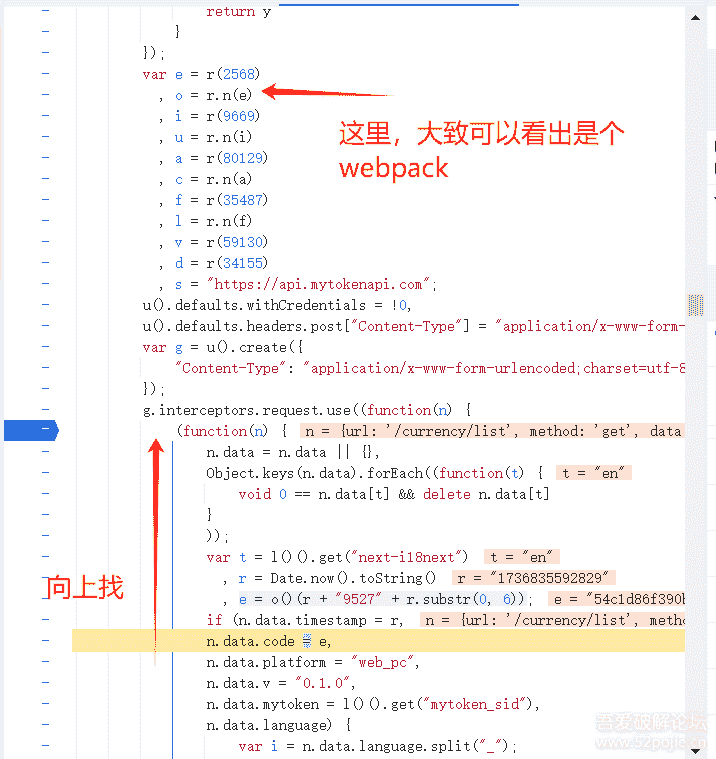 return y
}
});
var e = r(2568)
, o = r.n(e)
, i = r(9669)
这里，大致可以看出是个
, u = r.n(i)
webpack
, a = r(80129)
, c = r.n(a)
, f = r(35487)
, l = r.n(f)
, v = r(59130)
, d = r(34155)
, s = "https://api.mytokenapi.com";
u().defaults.withCredentials = !0,
u().defaults.headers.post["Content-Type"] = "application/x-www-form-
var g = u().create({
"Content-Type": "application/x-www-form-urlencoded;charset=utf-8
});
g.interceptors.request.use((function(n) {
(function(n) { n = {url: '/currency/list', method: 'get', data
n.data = n.data || {},
Object.keys(n.data).forEach((function(t) { t = "en"
void 0 == n.data[t] && delete n.data[t]
}
));
var t = l()().get("next-i18next") t = "en"
, r = Date.now().toString() r = "1736835592829"
向上找
, e = o()(r + "9527" + r.substr(0, 6)); e = "54c1d86f390b
if (n.data.timestamp = r, n = {url: '/currency/list', metho
n.data.code = e,
n.data.platform = "web_pc",
n.data.v = "0.1.0",
n.data.mytoken = l()().get("mytoken_sid"),
n.data.language) {
var i = n.data.language.split("_");
吾爱破解论坛
www.52pojie.cn